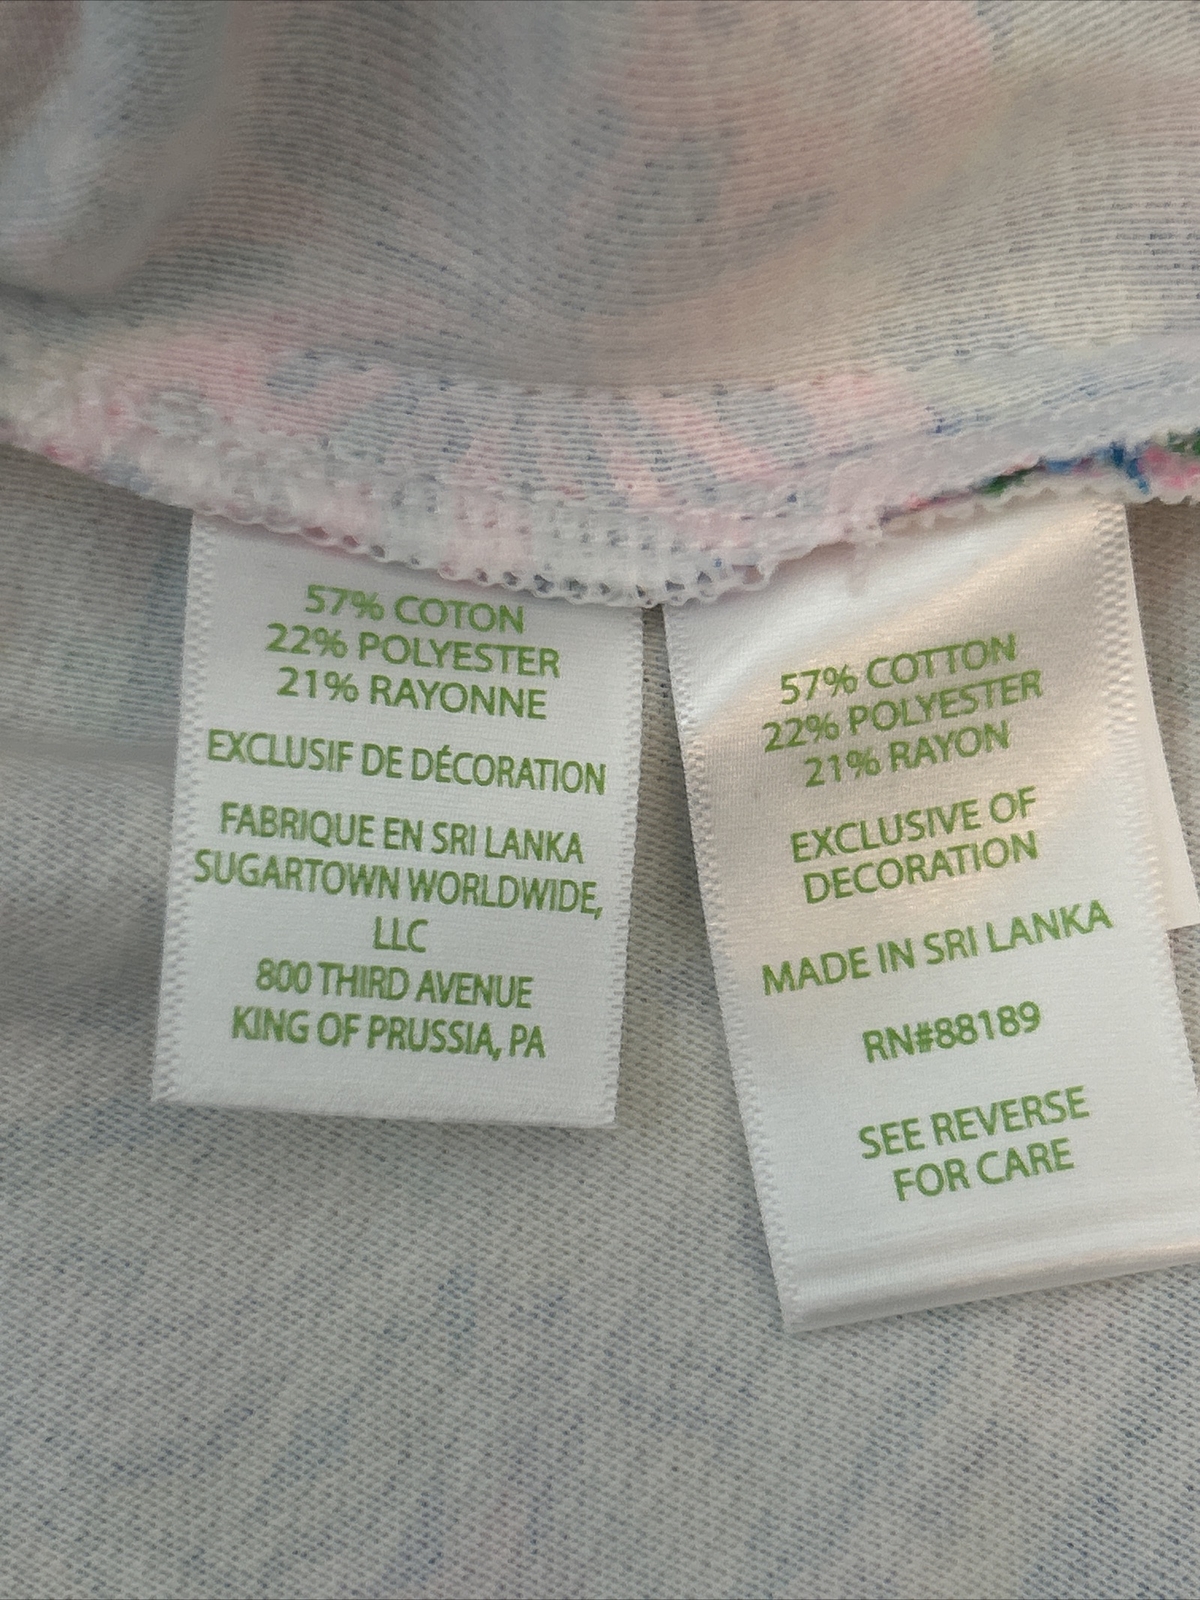 57% COTON
22% POLYESTER
21% RAYONNE
EXCLUSIF DE DÉCORATION
FABRIQUE EN SRI LANKA
SUGARTOWN WORLDWIDE,
LLC
800 THIRD AVENUE
KING OF PRUSSIA, PA
57% COTTON
22% POLYESTER
21% RAYON
EXCLUSIVE OF
DECORATION
MADE IN SRI LANKA
RN#88189
SEE REVERSE
FOR CARE